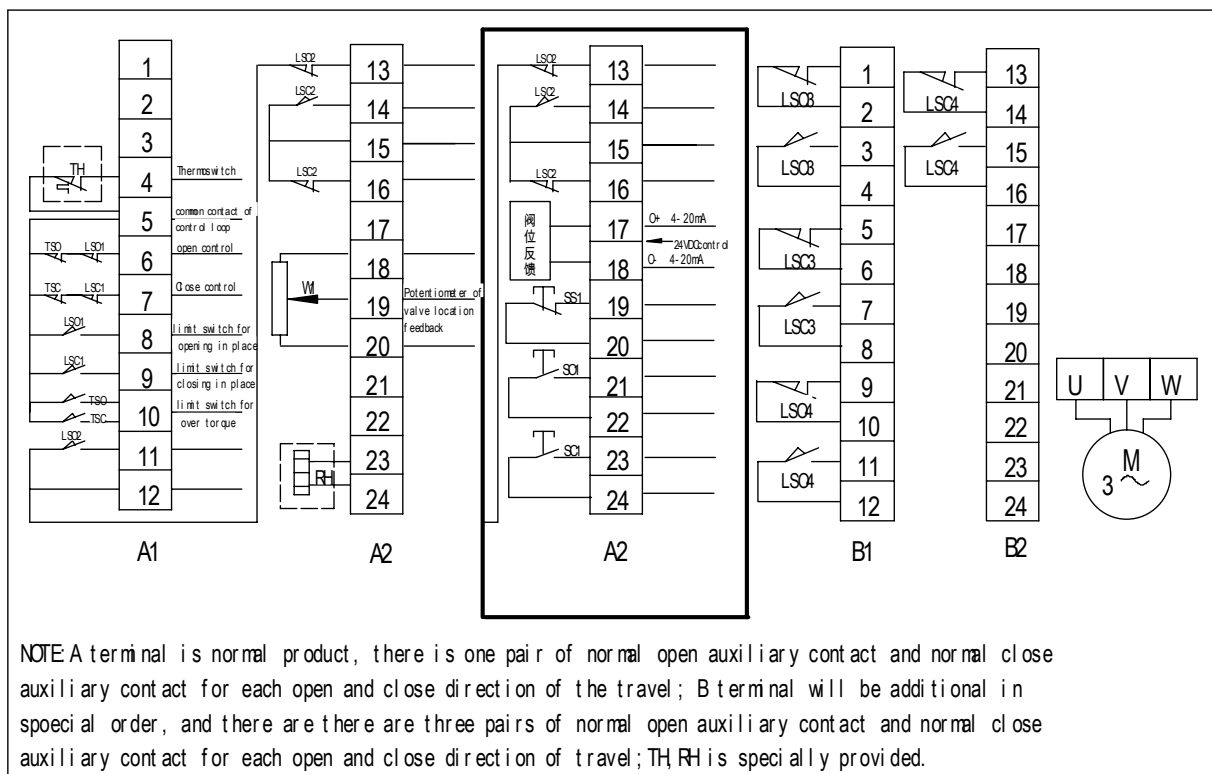 1
2
3
TH
4
Thermoswitch
5
common contact of
control loop
TSO LSO1
6
open control
TSC LSC1
7
Close control
LSO1
8
limit switch for
opening in place
LSC1
9
limit switch for
closing in place
TSO
TSC
10
limit switch for
over torque
LSO2
11
12
A1
LSO2
13
LSC2
14
15
LSC2
16
17
18
W1
19
Potentiometer of
valve location
feedback
20
21
22
23
RH
24
A2
LSO2
13
LSC2
14
15
LSC2
16
阀位反馈
17
O+ 4-20mA
24VDCcontrol
18
O- 4-20mA
SS1
19
20
SO1
21
22
SC1
23
24
A2
1
LSO3
2
3
LSO3
4
5
LSC3
6
7
LSC3
8
9
LSO4
10
11
LSO4
12
B1
13
LSC4
14
15
LSC4
16
17
18
19
20
21
22
23
24
B2
U V W
M
3
NOTE:A terminal is normal product, there is one pair of normal open auxiliary contact and normal close
auxiliary contact for each open and close direction of the travel; B terminal will be additional in
spoecial order, and there are there are three pairs of normal open auxiliary contact and normal close
auxiliary contact for each open and close direction of travel; TH, RH is specially provided.